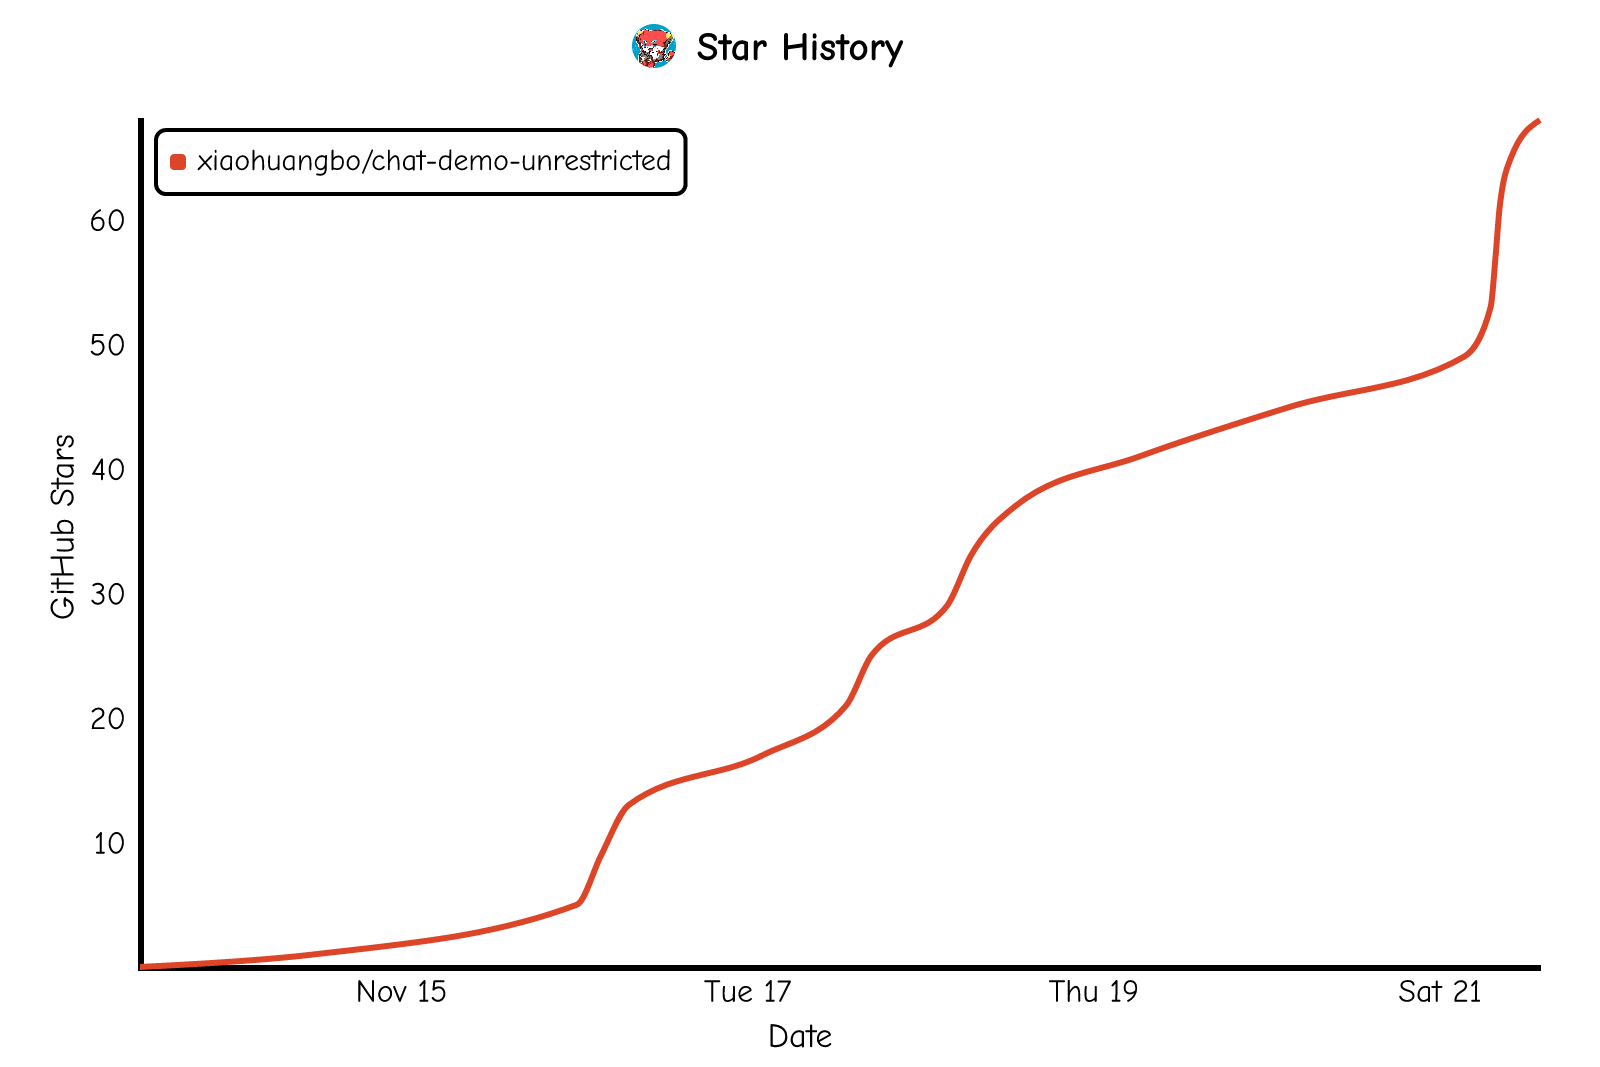 Star History
xiaohuangbo/chat-demo-unrestricted
60
50
40
30
20
10
GitHub Stars
Nov 15
Tue 17
Thu 19
Sat 21
Date